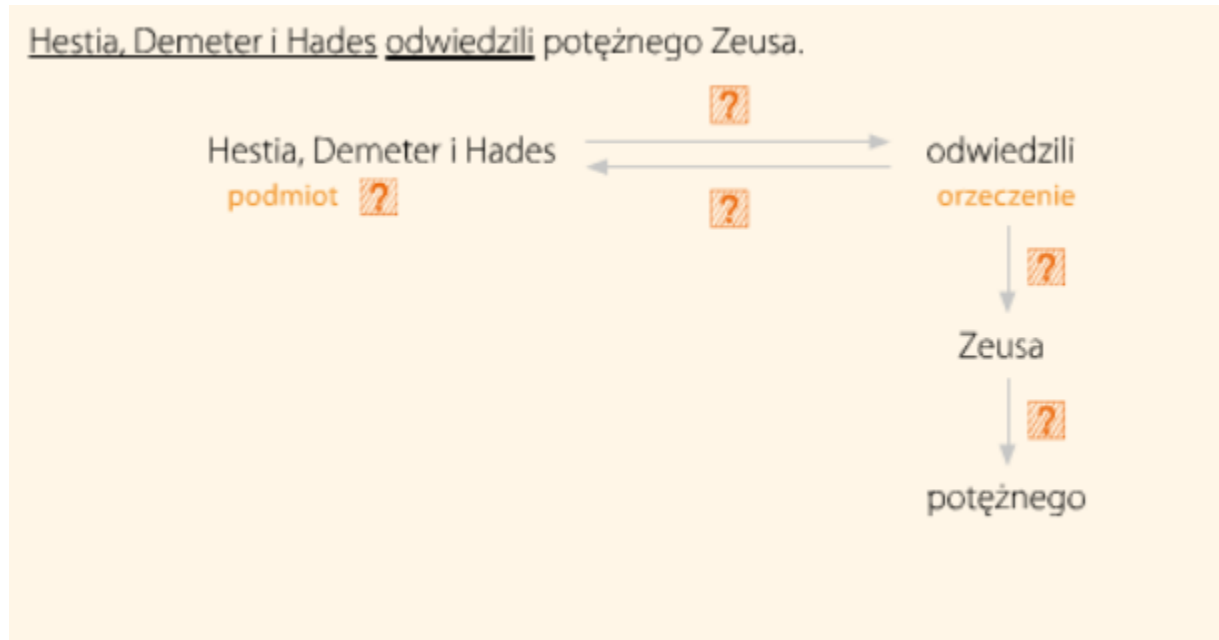 Hestia, Demeter i Hades odwiedzili potężnego Zeusa.
?
Hestia, Demeter i Hades odwiedzili
podmiot ? ? orzeczenie
?
Zeusa
?
potężnego